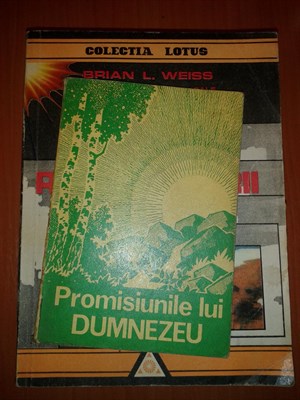 COLECTIA LOTUS
BRIAN L. WEISS
Promisiunile lui
DUMNEZEU